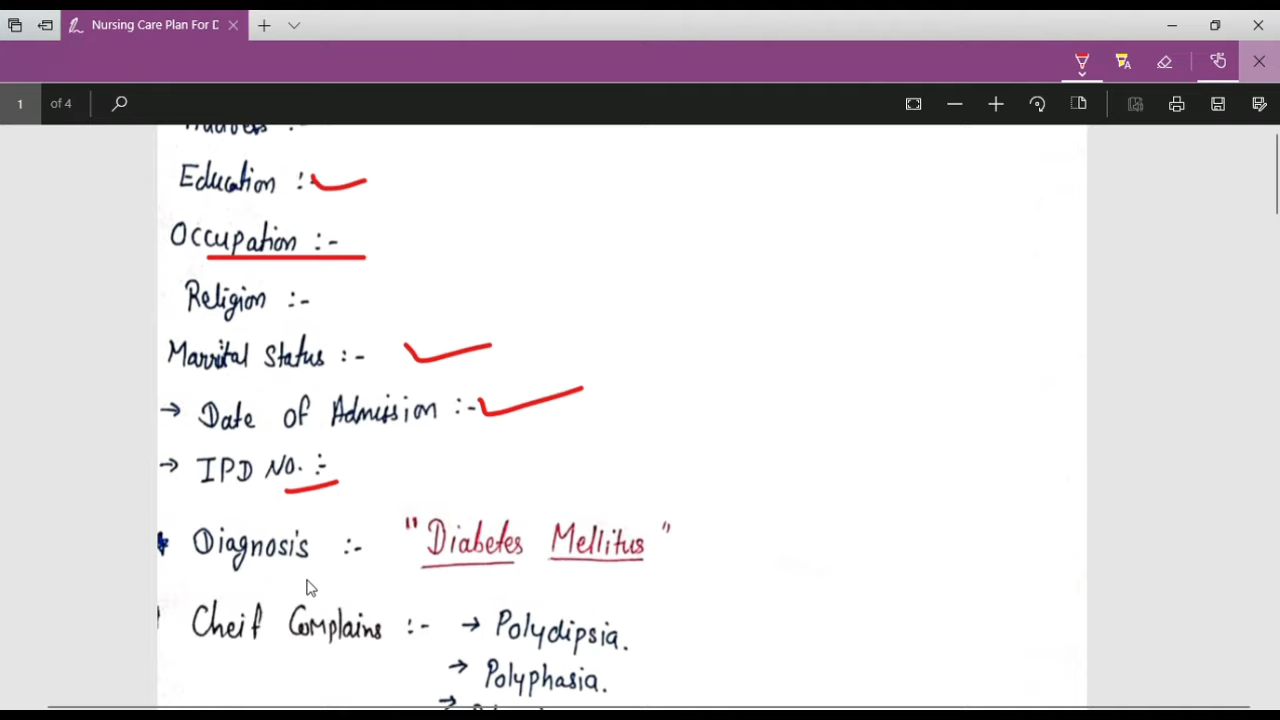 Nursing Care Plan For D
1 of 4
Address :-
Education :-
Occupation :-
Religion :-
Marrital Status :-
→ Date of Admission :-
→ IPD No. :-
Diagnosis :- "Diabetes Mellitus"
Cheif Complains :- → Polydipsia.
→ Polyphasia.
→